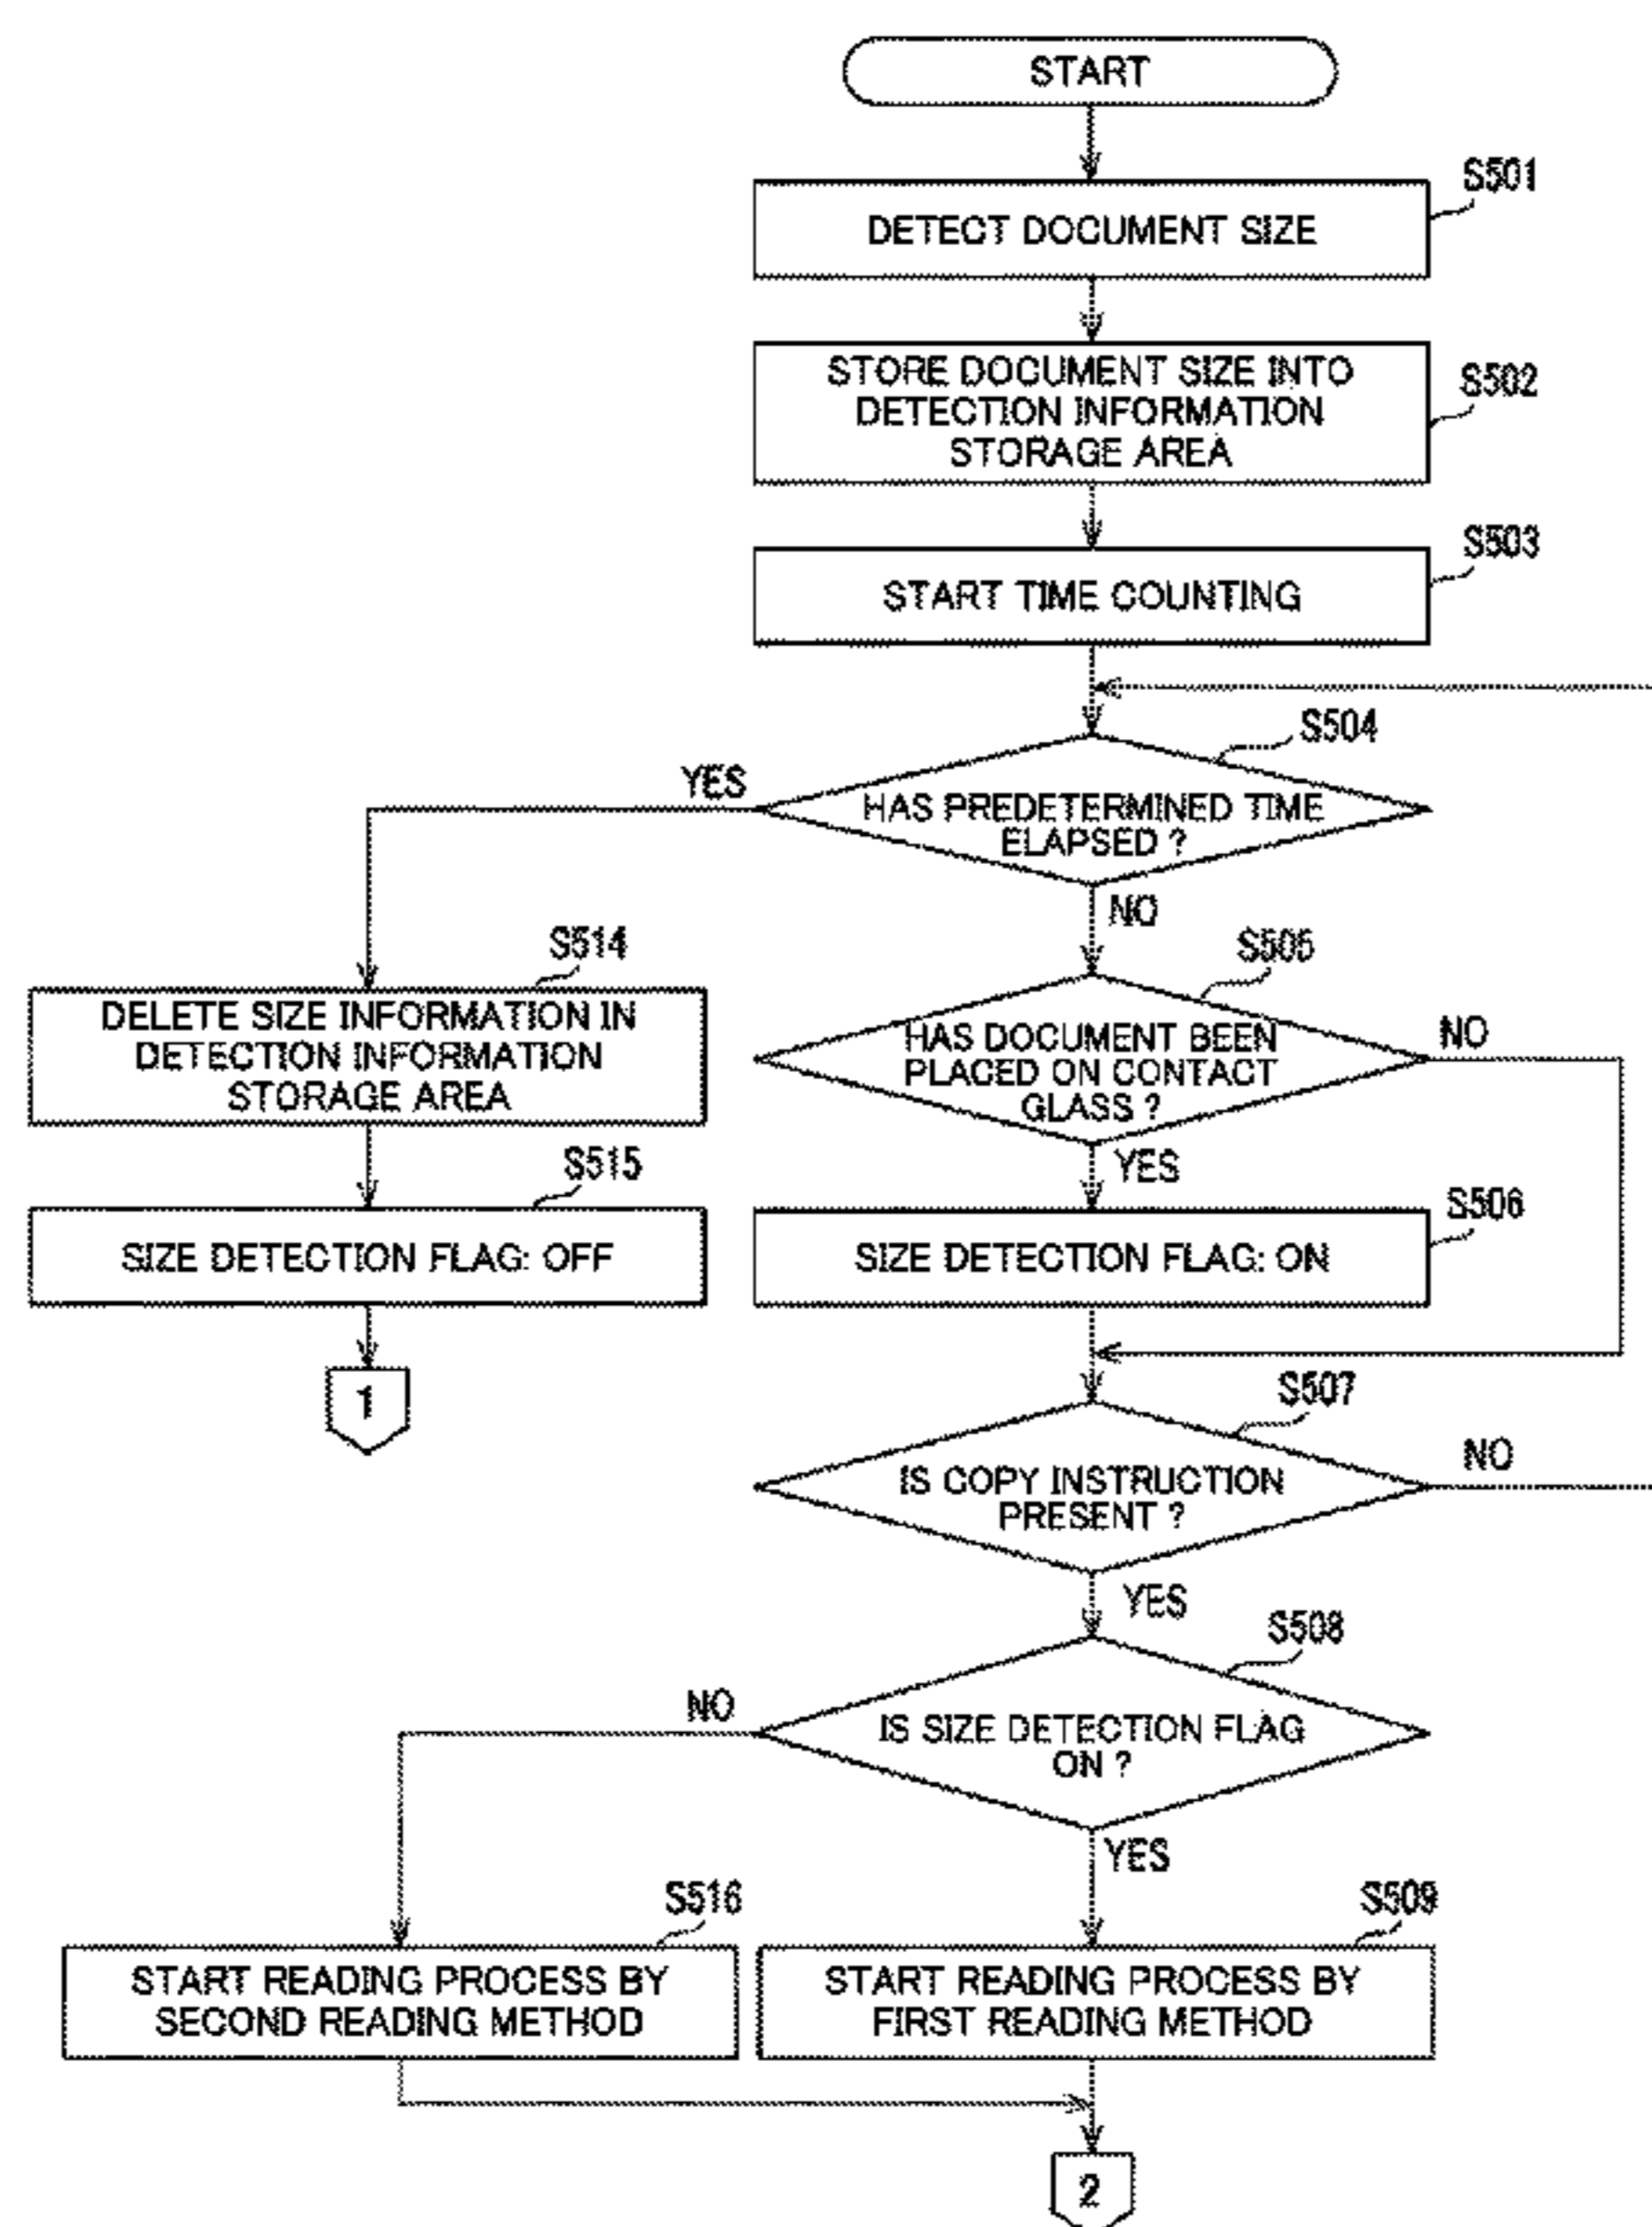 START
S501
DETECT DOCUMENT SIZE
S502
STORE DOCUMENT SIZE INTO
DETECTION INFORMATION
STORAGE AREA
S503
START TIME COUNTING
S504
YES
HAS PREDETERMINED TIME
ELAPSED ?
NO
S514
DELETE SIZE INFORMATION IN
DETECTION INFORMATION
STORAGE AREA
S505
HAS DOCUMENT BEEN
PLACED ON CONTACT
GLASS ?
NO
YES
S515
SIZE DETECTION FLAG: OFF
S506
SIZE DETECTION FLAG: ON
1
S507
IS COPY INSTRUCTION
PRESENT ?
NO
YES
S508
NO
IS SIZE DETECTION FLAG
ON ?
YES
S516
START READING PROCESS BY
SECOND READING METHOD
S509
START READING PROCESS BY
FIRST READING METHOD
2